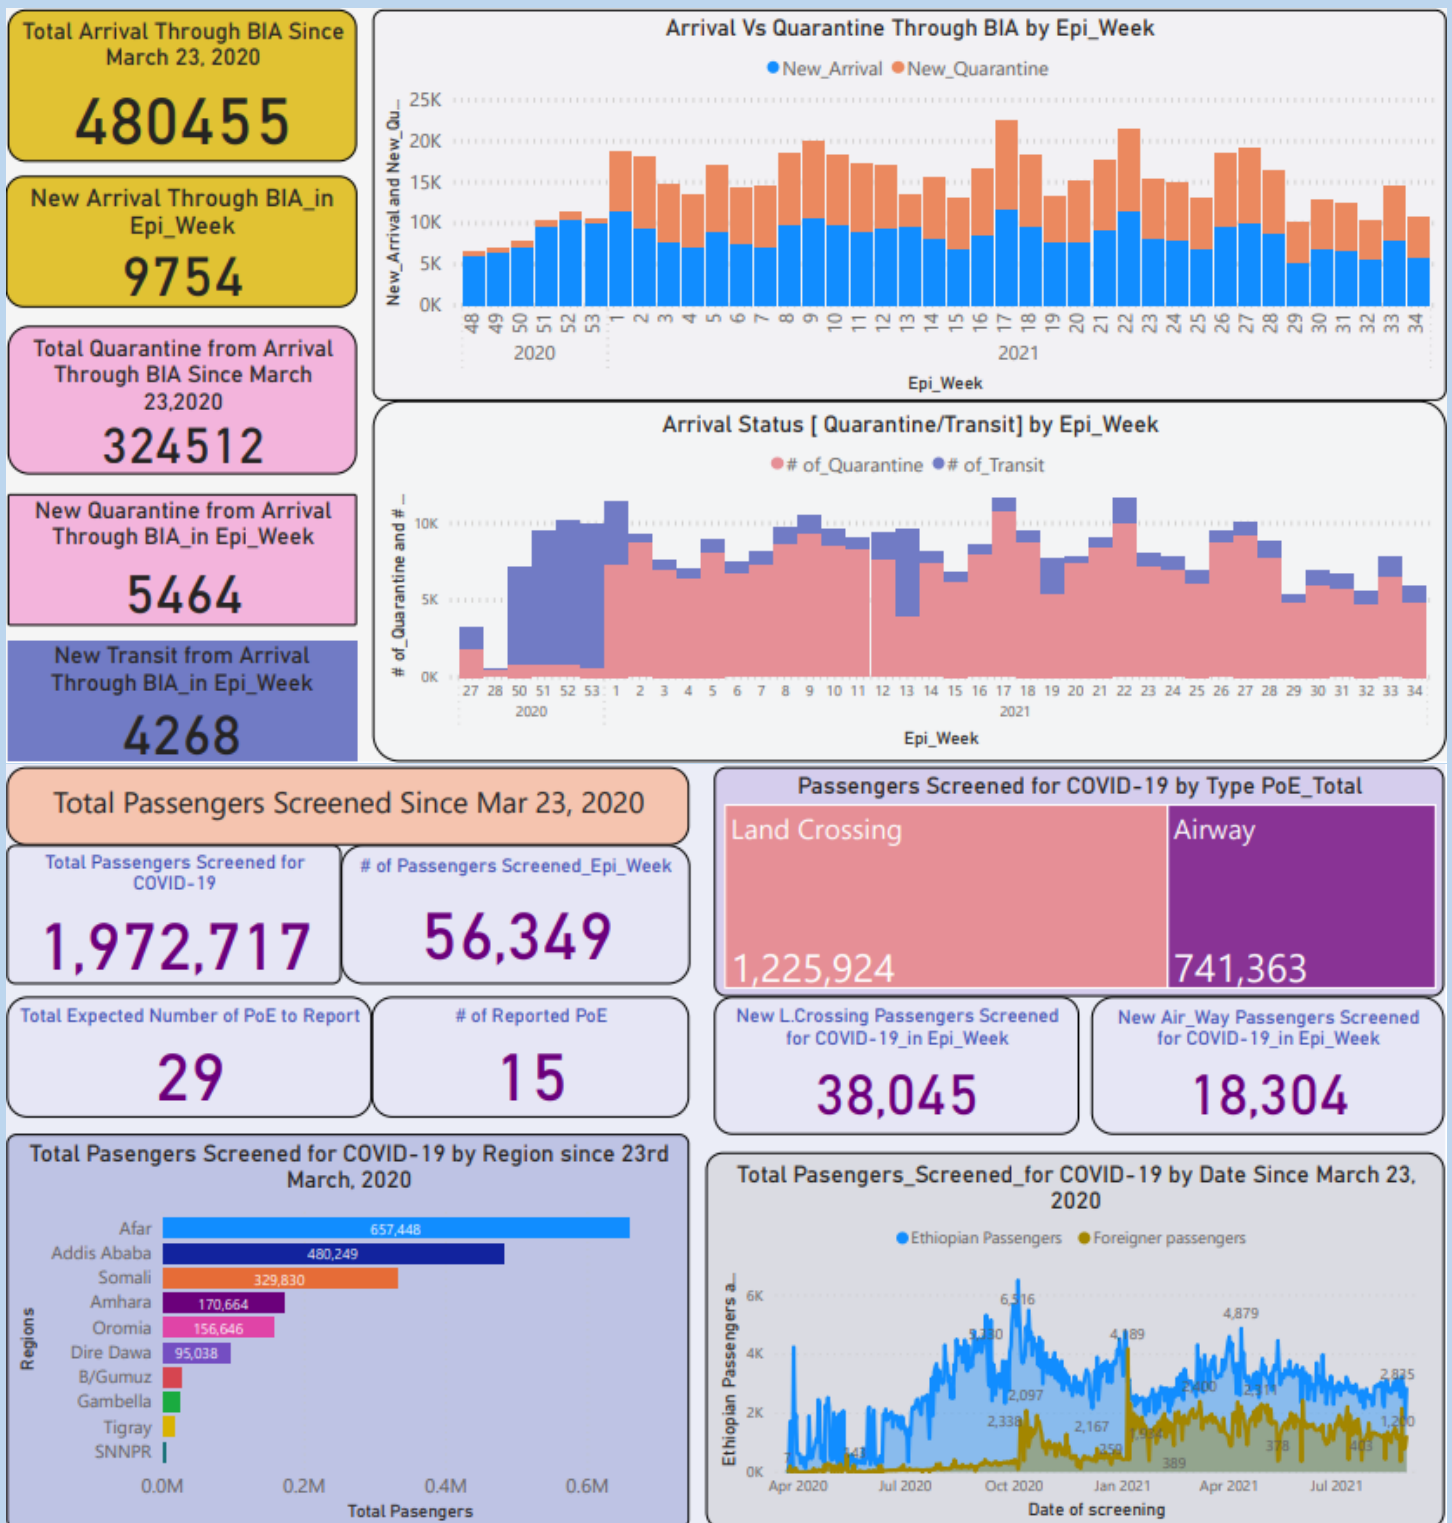 Total Arrival Through BIA Since
March 23, 2020
480455
New Arrival Through BIA_in
Epi_Week
9754
Total Quarantine from Arrival
Through BIA Since March
23,2020
324512
New Quarantine from Arrival
Through BIA_in Epi_Week
5464
New Transit from Arrival
Through BIA_in Epi_Week
4268
Arrival Vs Quarantine Through BIA by Epi_Week
New_Arrival New_Quarantine
New_Arrival and New_Qu...
25K
20K
15K
10K
5K
0K
48 49 50 51 52 53 1 2 3 4 5 6 7 8 9 10 11 12 13 14 15 16 17 18 19 20 21 22 23 24 25 26 27 28 29 30 31 32 33 34
2020 2021
Epi_Week
Arrival Status [ Quarantine/Transit] by Epi_Week
# of_Quarantine # of_Transit
# of_Quarantine and # ...
10K
5K
0K
27 28 50 51 52 53 1 2 3 4 5 6 7 8 9 10 11 12 13 14 15 16 17 18 19 20 21 22 23 24 25 26 27 28 29 30 31 32 33 34
2020 2021
Epi_Week
Total Passengers Screened Since Mar 23, 2020
Total Passengers Screened for
COVID-19
1,972,717
# of Passengers Screened_Epi_Week
56,349
Total Expected Number of PoE to Report
29
# of Reported PoE
15
Passengers Screened for COVID-19 by Type PoE_Total
Land Crossing
1,225,924
Airway
741,363
New L.Crossing Passengers Screened
for COVID-19_in Epi_Week
38,045
New Air_Way Passengers Screened
for COVID-19_in Epi_Week
18,304
Total Pasengers Screened for COVID-19 by Region since 23rd
March, 2020
Regions
Afar 657,448
Addis Ababa 480,249
Somali 329,830
Amhara 170,664
Oromia 156,646
Dire Dawa 95,038
B/Gumuz
Gambella
Tigray
SNNPR
0.0M 0.2M 0.4M 0.6M
Total Pasengers
Total Pasengers_Screened_for COVID-19 by Date Since March 23,
2020
Ethiopian Passengers Foreigner passengers
Ethiopian Passengers a...
6K
4K
2K
0K
6,516
4,879
2,835
2,097
2,338
2,167
259
389
2,400
378
403
1,200
Apr 2020 Jul 2020 Oct 2020 Jan 2021 Apr 2021 Jul 2021
Date of screening